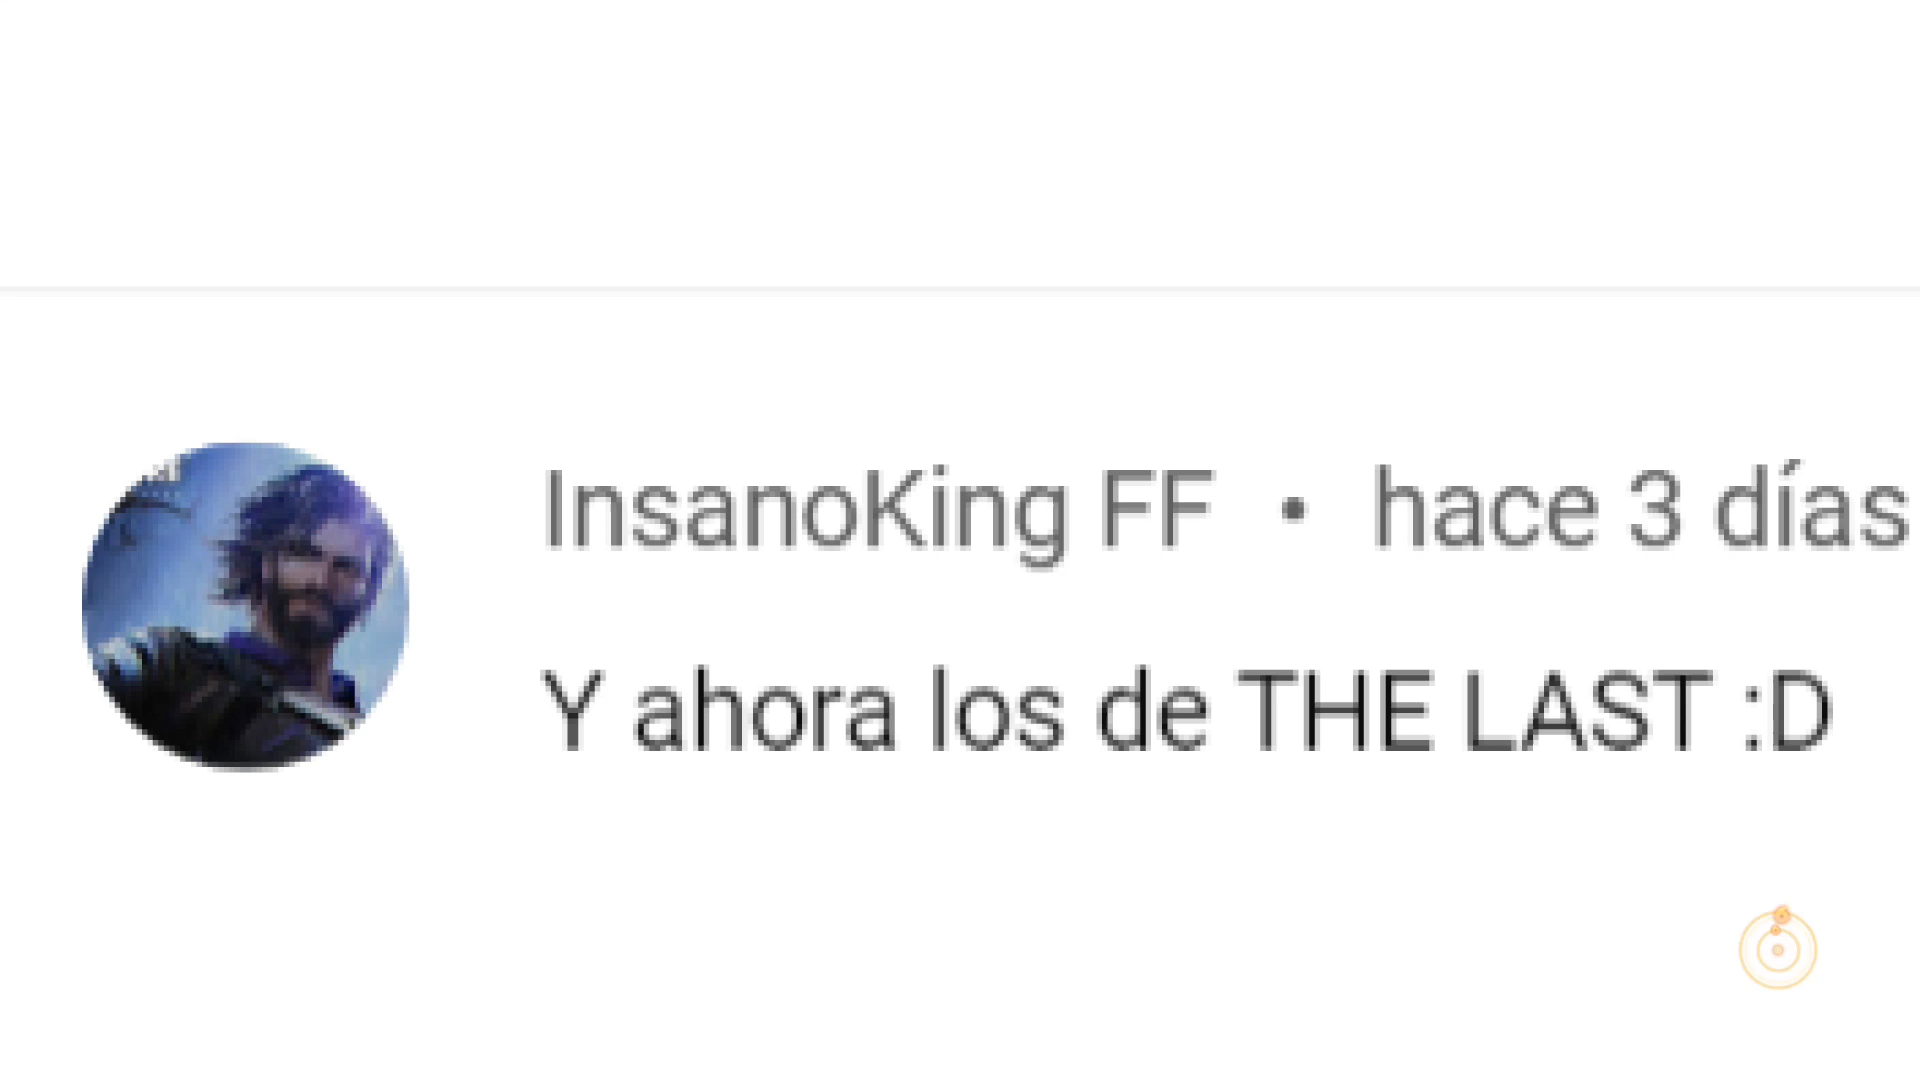 InsanoKing FF • hace 3 días
Y ahora los de THE LAST :D